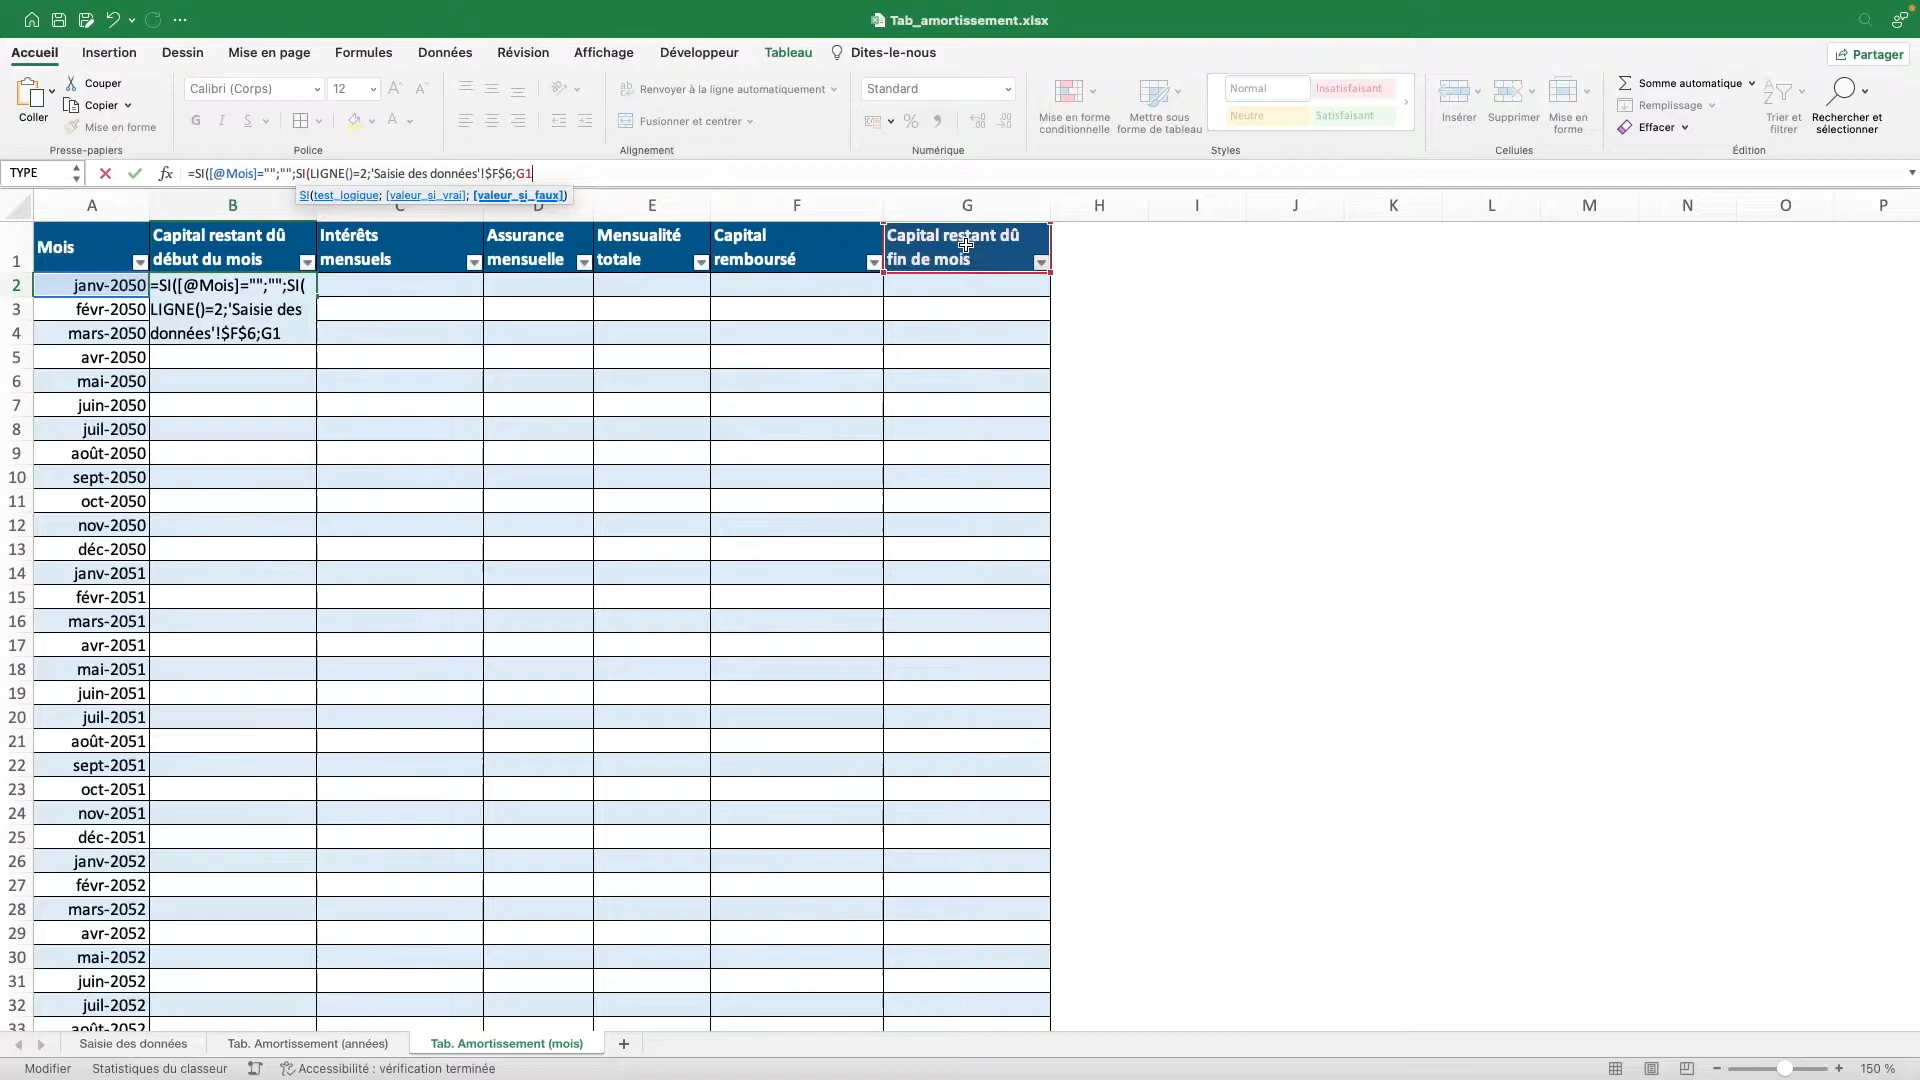 Tab_amortissement.xlsx
Accueil Insertion Dessin Mise en page Formules Données Révision Affichage Développeur Tableau Dites-le-nous
Partager
Coller
Couper
Copier
Mise en forme
Presse-papiers
Calibri (Corps) 12
G I S
Police
Renvoyer à la ligne automatiquement
Fusionner et centrer
Alignement
Standard
Numérique
Mise en forme
conditionnelle
Mettre sous
forme de tableau
Normal Insatisfaisant
Neutre Satisfaisant
Styles
Insérer
Supprimer
Mise en
forme
Cellules
Somme automatique
Remplissage
Effacer
Trier et
filtrer
Rechercher et
sélectionner
Édition
TYPE fx =SI([@Mois]="";"";SI(LIGNE()=2;'Saisie des données'!$F$6;G1
SI(test_logique; [valeur_si_vrai]; [valeur_si_faux])
A B C D E F G H I J K L M N O P
1 Mois
Capital restant dû
début du mois
Intérêts
mensuels
Assurance
mensuelle
Mensualité
totale
Capital
remboursé
Capital restant dû
fin de mois
2 janv-2050 =SI([@Mois]="";"";SI(
3 févr-2050 LIGNE()=2;'Saisie des
4 mars-2050 données'!$F$6;G1
5 avr-2050
6 mai-2050
7 juin-2050
8 juil-2050
9 août-2050
10 sept-2050
11 oct-2050
12 nov-2050
13 déc-2050
14 janv-2051
15 févr-2051
16 mars-2051
17 avr-2051
18 mai-2051
19 juin-2051
20 juil-2051
21 août-2051
22 sept-2051
23 oct-2051
24 nov-2051
25 déc-2051
26 janv-2052
27 févr-2052
28 mars-2052
29 avr-2052
30 mai-2052
31 juin-2052
32 juil-2052
33 août-2052
Saisie des données Tab. Amortissement (années) Tab. Amortissement (mois)
Modifier Statistiques du classeur Accessibilité : vérification terminée 150 %